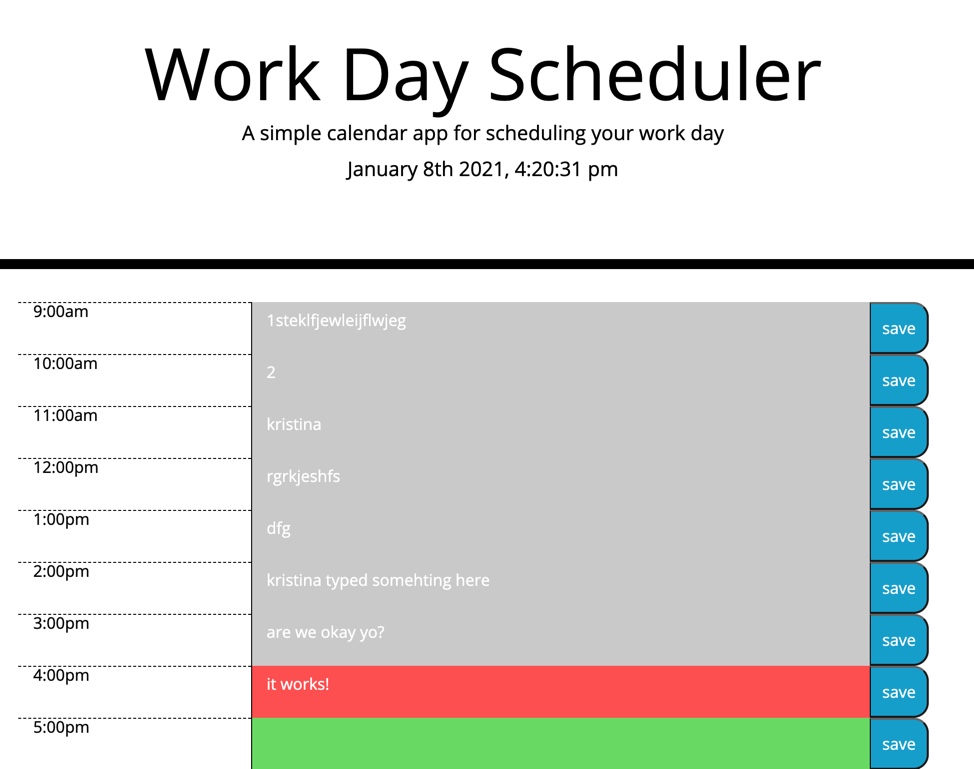 Work Day Scheduler
A simple calendar app for scheduling your work day
January 8th 2021, 4:20:31 pm
9:00am 1steklfjewleijflwjeg save
10:00am 2 save
11:00am kristina save
12:00pm rgrkjeshfs save
1:00pm dfg save
2:00pm kristina typed somehting here save
3:00pm are we okay yo? save
4:00pm it works! save
5:00pm save